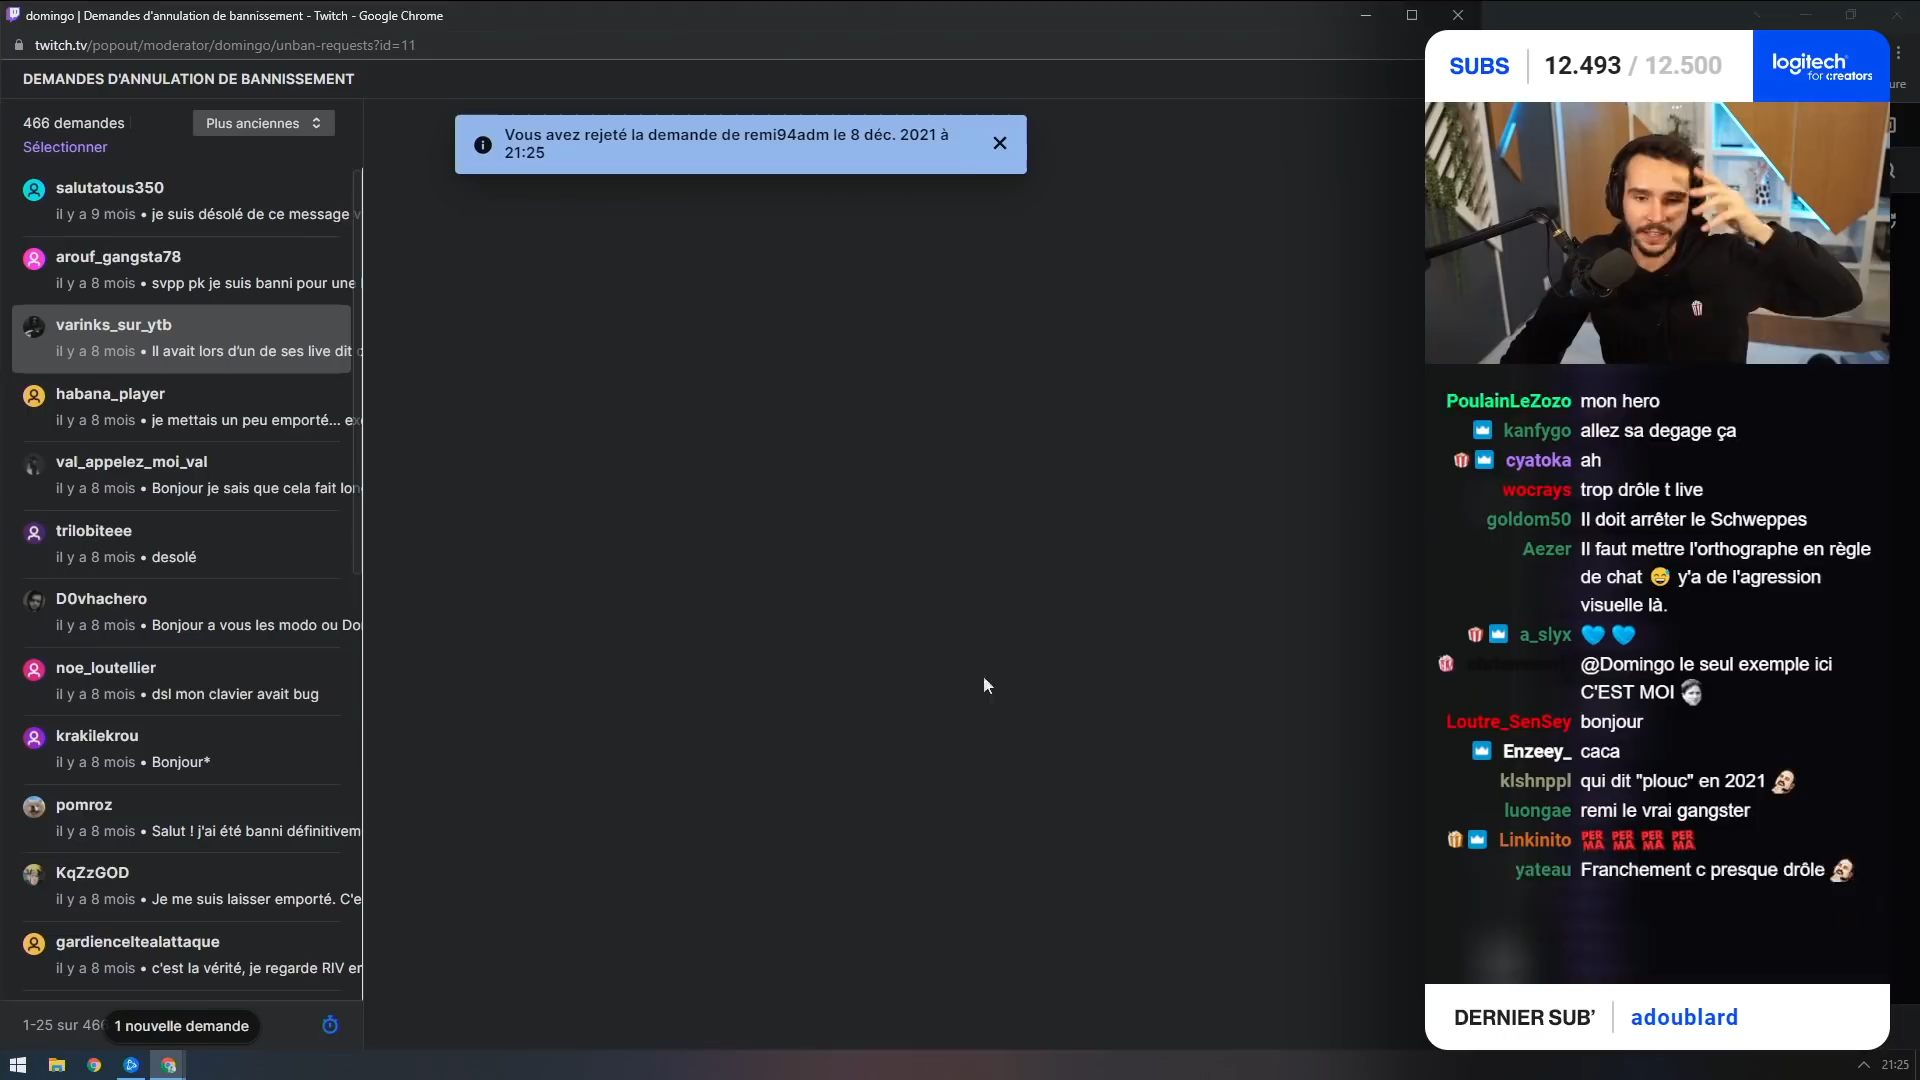 domingo | Demandes d'annulation de bannissement - Twitch - Google Chrome
twitch.tv/popout/moderator/domingo/unban-requests?id=11
DEMANDES D'ANNULATION DE BANNISSEMENT
466 demandes
Plus anciennes
Sélectionner
Vous avez rejeté la demande de remi94adm le 8 déc. 2021 à
21:25
salutatous350
il y a 9 mois • je suis désolé de ce message v
arouf_gangsta78
il y a 8 mois • svpp pk je suis banni pour une
varinks_sur_ytb
il y a 8 mois • Il avait lors d'un de ses live dit
habana_player
il y a 8 mois • je mettais un peu emporté... ex
val_appelez_moi_val
il y a 8 mois • Bonjour je sais que cela fait lon
trilobiteee
il y a 8 mois • desolé
D0vhachero
il y a 8 mois • Bonjour a vous les modo ou Do
noe_loutellier
il y a 8 mois • dsl mon clavier avait bug
krakilekrou
il y a 8 mois • Bonjour*
pomroz
il y a 8 mois • Salut ! j'ai été banni définitivem
KqZzGOD
il y a 8 mois • Je me suis laisser emporté. C'e
gardienceltealattaque
il y a 8 mois • c'est la vérité, je regarde RIV er
1-25 sur 466
1 nouvelle demande
SUBS 12.493 / 12.500
logitech
for creators
ure
PoulainLeZozo mon hero
kanfygo allez sa degage ça
cyatoka ah
wocrays trop drôle t live
goldom50 Il doit arrêter le Schweppes
Aezer Il faut mettre l'orthographe en règle
de chat 😅 y'a de l'agression
visuelle là.
a_slyx 💙 💙
@Domingo le seul exemple ici
C'EST MOI
Loutre_SenSey bonjour
Enzeey_ caca
klshnppl qui dit "plouc" en 2021
luongae remi le vrai gangster
Linkinito PERMA PERMA PERMA PERMA
yateau Franchement c presque drôle
DERNIER SUB' adoublard
21:25